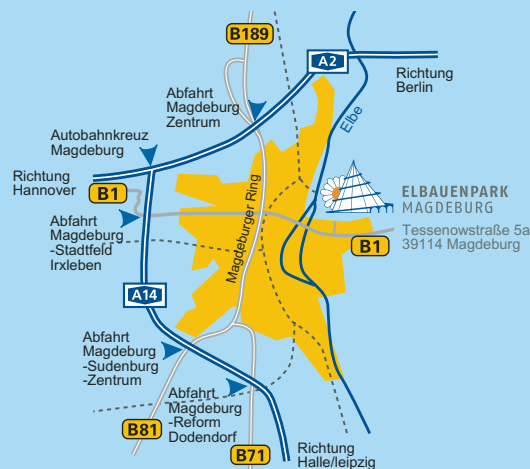 B189
A2
Richtung
Berlin
Abfahrt
Magdeburg
Zentrum
Elbe
Autobahnkreuz
Magdeburg
Richtung
Hannover
B1
ELBAUENPARK
MAGDEBURG
Tessenowstraße 5a
39114 Magdeburg
B1
Abfahrt
Magdeburg
-Stadtfeld
Irxleben
Magdeburger Ring
A14
Abfahrt
Magdeburg
-Sudenburg
-Zentrum
Abfahrt
Magdeburg
-Reform
Dodendorf
B81
B71
Richtung
Halle/leipzig